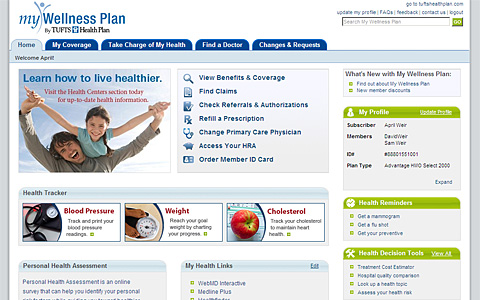 go to tuftshealthplan.com
update my profile | FAQs | feedback | contact us | logout
my Wellness Plan
By TUFTS Health Plan
Search My Wellness Plan GO
Home
My Coverage
Take Charge of My Health
Find a Doctor
Changes & Requests
Welcome April!
Learn how to live healthier.
Visit the Health Centers section today
for up-to-date health information.
View Benefits & Coverage
Find Claims
Check Referrals & Authorizations
Refill a Prescription
Change Primary Care Physician
Access Your HRA
Order Member ID Card
What's New with My Wellness Plan:
Find out about My Wellness Plan
New member discounts
My Profile Update Profile
Subscriber April Weir
Members DavidWeir
Sam Weir
ID# #88801551001
Plan Type Advantage HMO Select 2000
Expand
Health Tracker
Blood Pressure
Track and print your
blood pressure
readings.
Weight
Reach your goal
weight by charting
your progress.
Cholesterol
Track your cholesterol
to maintain heart
health.
Health Reminders
Get a mammogram
Get a flu shot
Get your preventive
Health Decision Tools View All
Treatment Cost Estimator
Hospital quality comparison
Look up a health topic
Assess your health risk
Personal Health Assessment
Personal Health Assessment is an online
survey that can help you identify your personal
My Health Links Edit
WebMD Interactive
Medline Plus